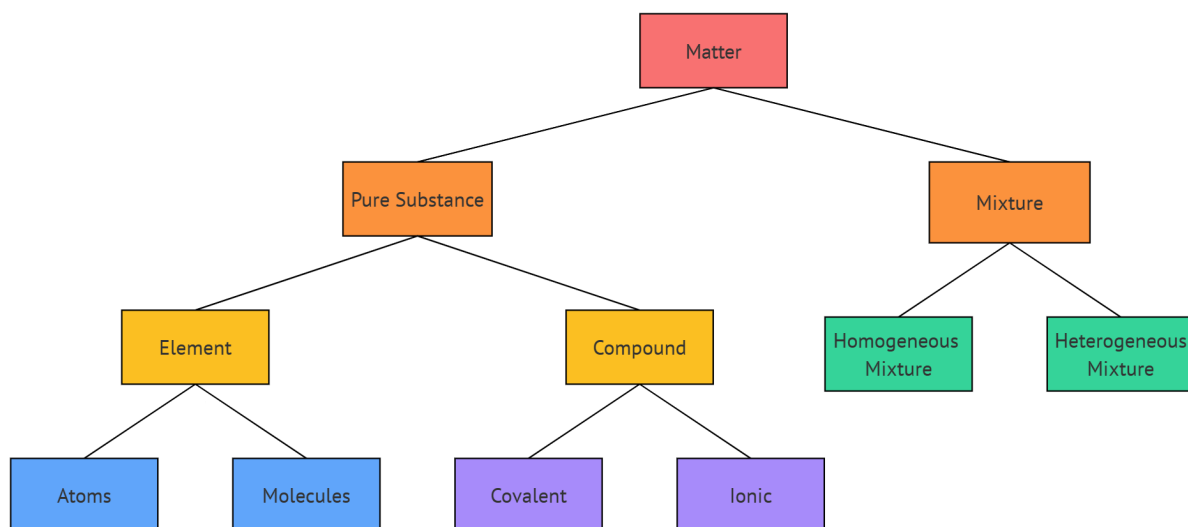 Matter
Pure Substance
Mixture
Element
Compound
Homogeneous
Mixture
Heterogeneous
Mixture
Atoms
Molecules
Covalent
Ionic